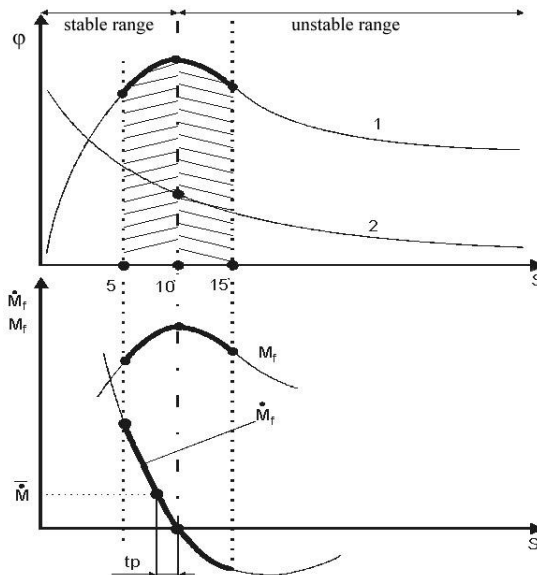 stable range
unstable range
φ
1
2
S
5
10
15
Ṁf
Mf
Mf
Ṁf
M̄̇
S
tp